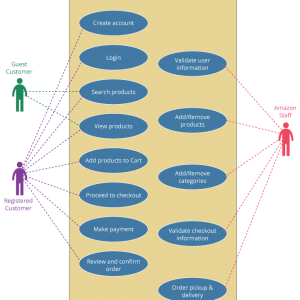 Create account
Login
Guest
Customer
Search products
View products
Add products to Cart
Registered
Customer
Proceed to checkout
Make payment
Review and confirm
order
Validate user
information
Add/Remove
products
Amazon
Staff
Add/Remove
categories
Validate checkout
information
Order pickup &
delivery